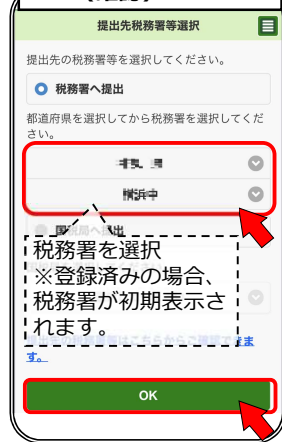 提出先税務署等選択
提出先の税務署等を選択してください。
税務署へ提出
都道府県を選択してから税務署を選択してくだ
さい。
税務署を選択
※登録済みの場合、
税務署が初期表示さ
れます。
す。
OK